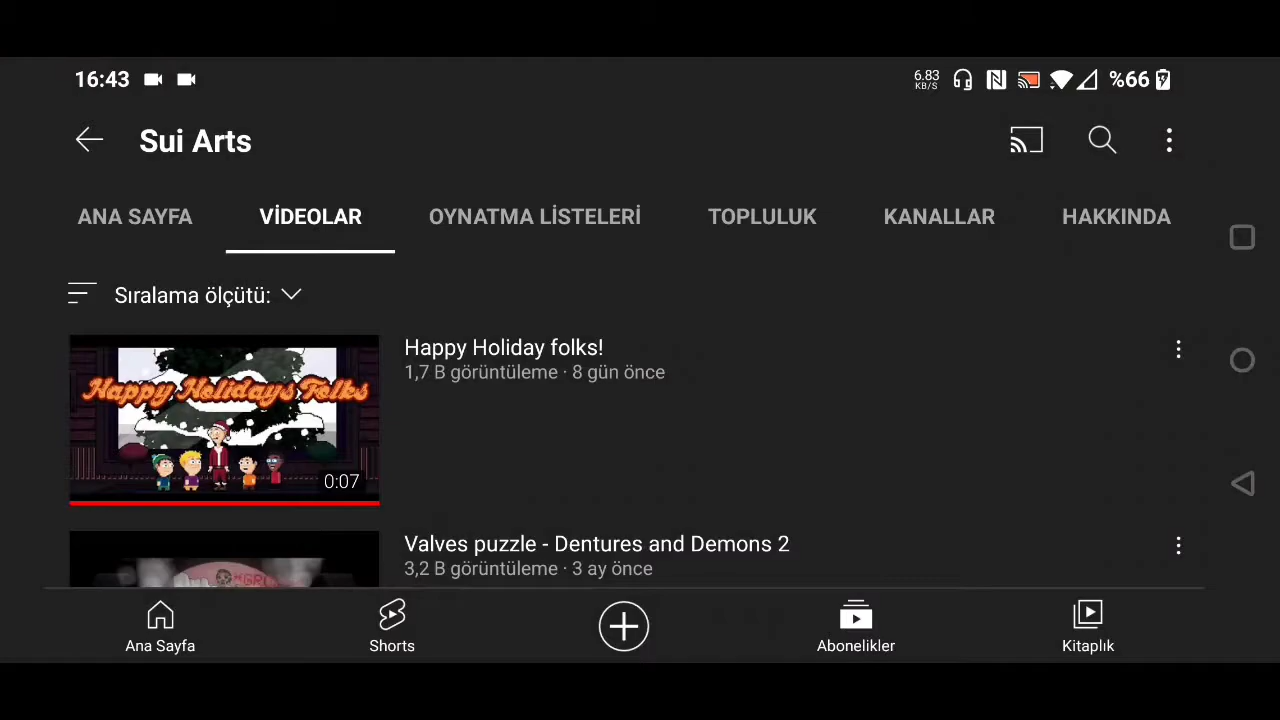 16:43
6.83
KB/S
%66
Sui Arts
ANA SAYFA VİDEOLAR OYNATMA LİSTELERİ TOPLULUK KANALLAR HAKKINDA
Sıralama ölçütü:
Happy Holidays Folks
0:07
Happy Holiday folks!
1,7 B görüntüleme · 8 gün önce
Valves puzzle - Dentures and Demons 2
3,2 B görüntüleme · 3 ay önce
Ana Sayfa Shorts Abonelikler Kitaplık